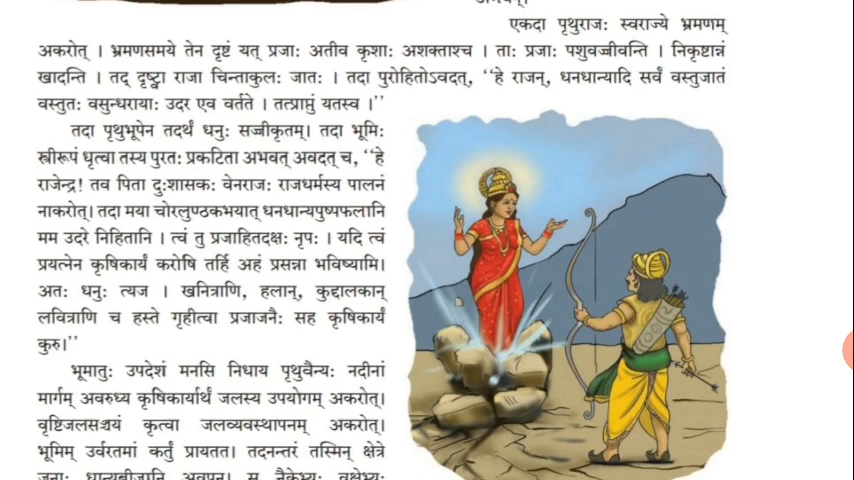 एकदा पृथुराजः स्वराज्ये भ्रमणम्
अकरोत् । भ्रमणसमये तेन दृष्टं यत् प्रजाः अतीव कृशाः अशक्ताश्च । ताः प्रजाः पशुवज्जीवन्ति । निकृष्टान्नं
खादन्ति । तद् दृष्ट्वा राजा चिन्ताकुलः जातः । तदा पुरोहितोऽवदत्, ‘‘हे राजन्, धनधान्यादि सर्वं वस्तुजातं
वस्तुतः वसुन्धरायाः उदर एव वर्तते । तत्प्राप्तुं यतस्व ।’’
तदा पृथुभूपेन तदर्थं धनुः सज्जीकृतम्। तदा भूमिः
स्त्रीरूपं धृत्वा तस्य पुरतः प्रकटिता अभवत् अवदत् च, ‘‘हे
राजेन्द्र! तव पिता दुःशासकः वेनराजः राजधर्मस्य पालनं
नाकरोत्। तदा मया चोरलुण्ठकभयात् धनधान्यपुष्पफलानि
मम उदरे निहितानि । त्वं तु प्रजाहितदक्षः नृपः । यदि त्वं
प्रयत्नेन कृषिकार्यं करोषि तर्हि अहं प्रसन्ना भविष्यामि।
अतः धनुः त्यज । खनित्राणि, हलान्, कुद्दालकान्
लवित्राणि च हस्ते गृहीत्वा प्रजाजनैः सह कृषिकार्यं
कुरु।’’
भूमातुः उपदेशं मनसि निधाय पृथुवैन्यः नदीनां
मार्गम् अवरुध्य कृषिकार्यार्थं जलस्य उपयोगम् अकरोत्।
वृष्टिजलसञ्चयं कृत्वा जलव्यवस्थापनम् अकरोत्।
भूमिम् उर्वरतमां कर्तुं प्रायतत। तदनन्तरं तस्मिन् क्षेत्रे
जनाः धान्यबीजानि अवपन्। स नैकेभ्यः वृक्षेभ्यः